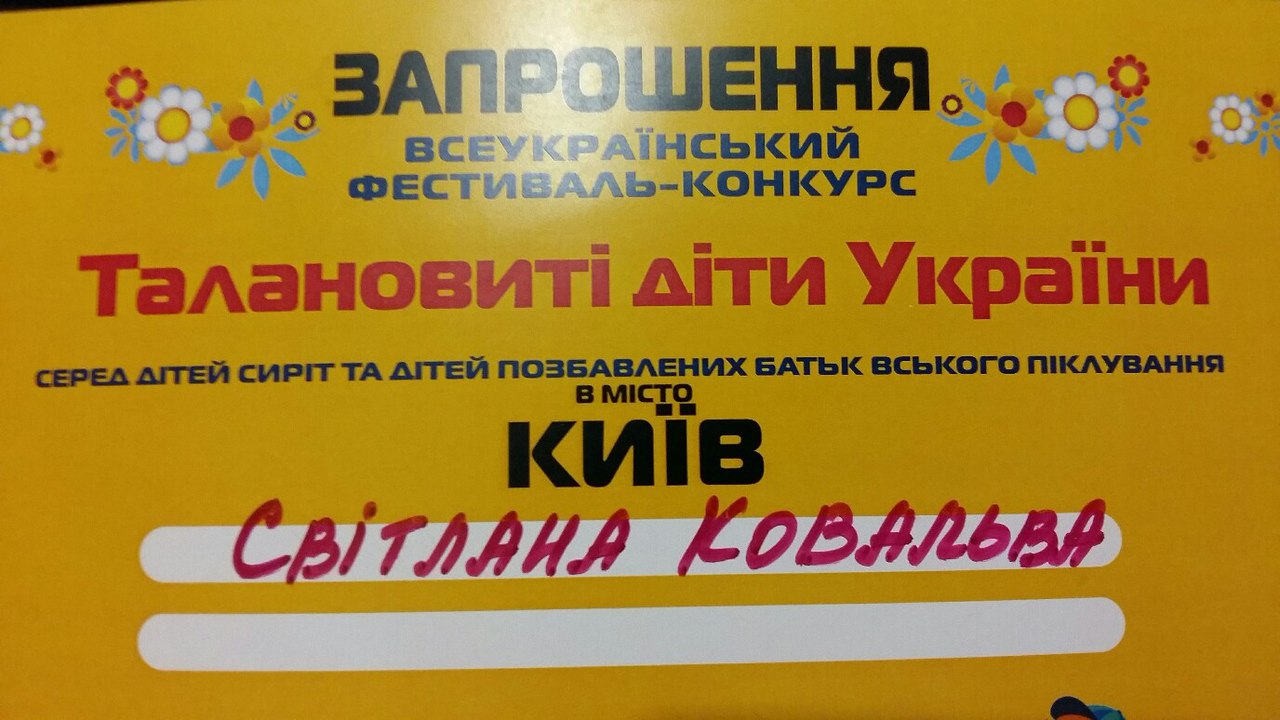 ЗАПРОШЕННЯ
ВСЕУКРАЇНСЬКИЙ
ФЕСТИВАЛЬ-КОНКУРС
Талановиті діти України
СЕРЕД ДІТЕЙ СИРІТ ТА ДІТЕЙ ПОЗБАВЛЕНИХ БАТЬК ВСЬКОГО ПІКЛУВАННЯ
В МІСТО
КИЇВ
СВІТЛАНА КОВАЛЬВА